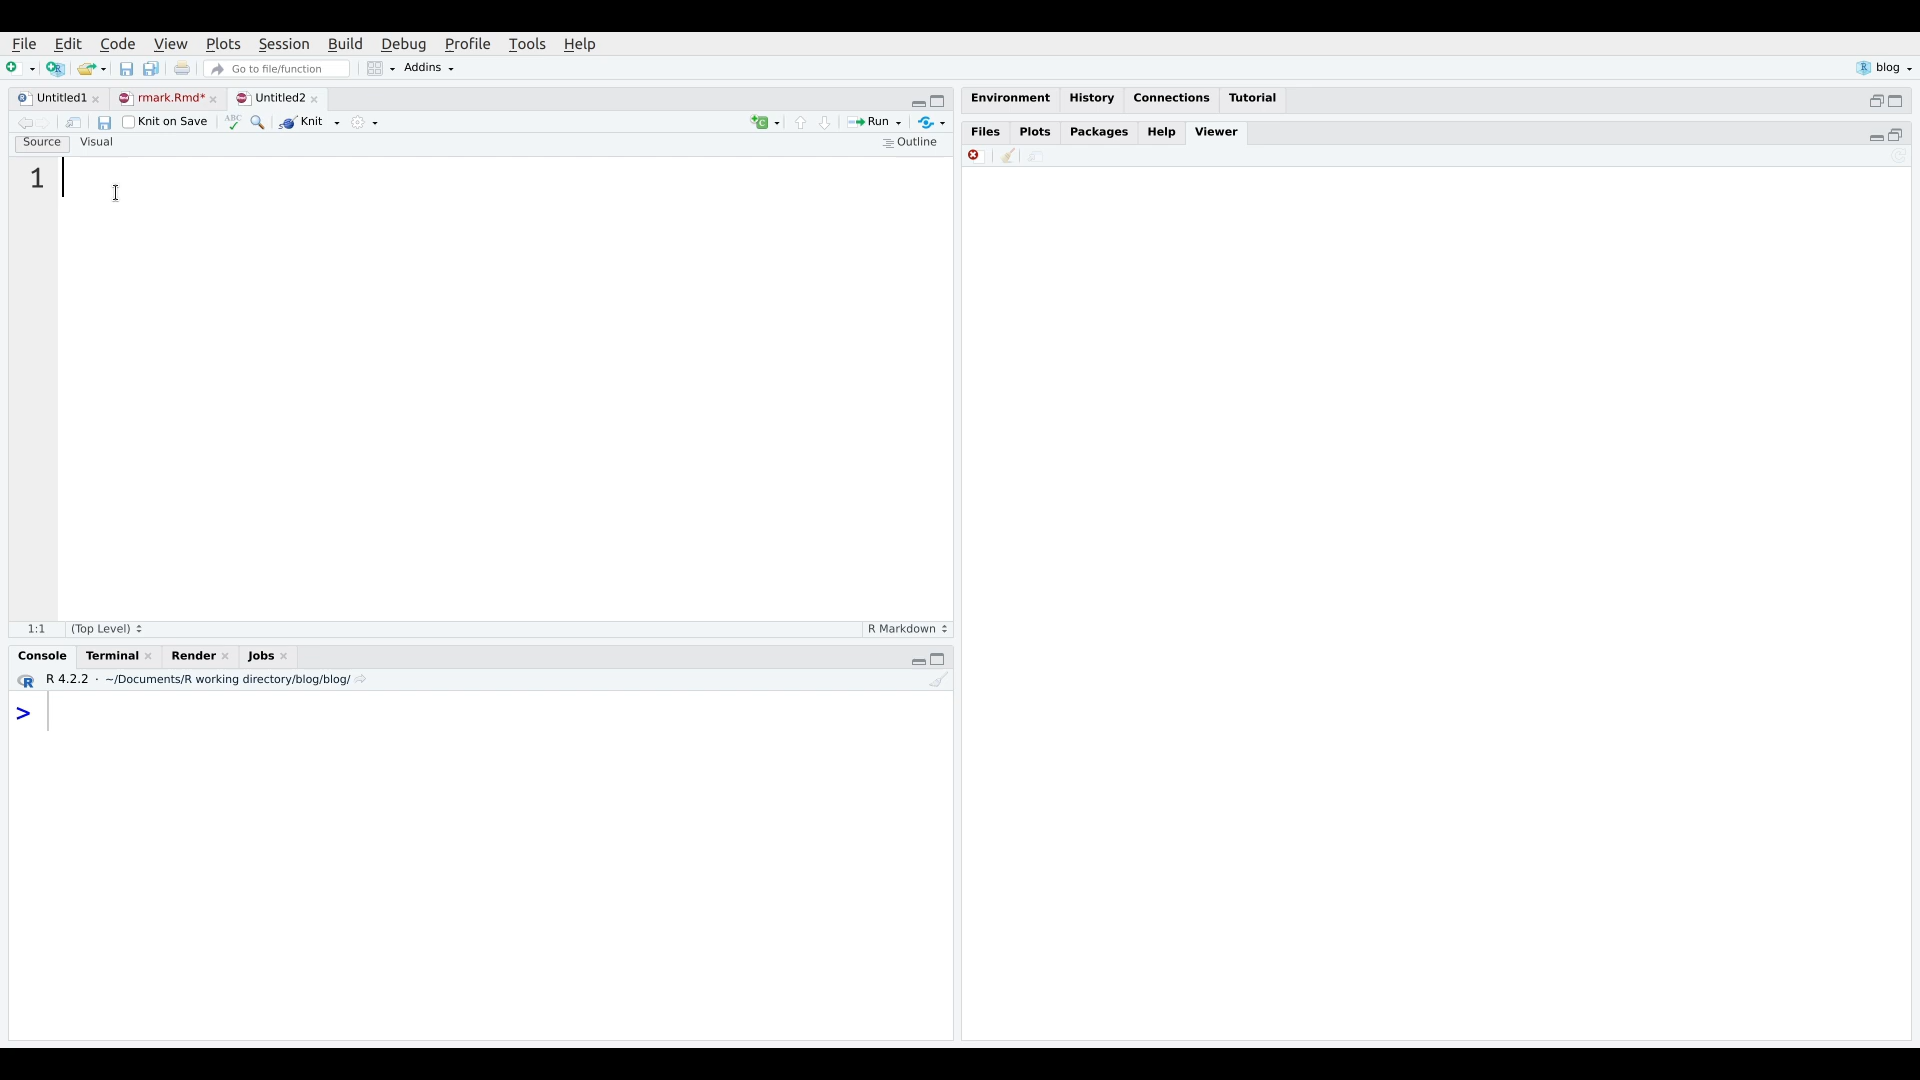 File Edit Code View Plots Session Build Debug Profile Tools Help
Go to file/function Addins blog
Untitled1 rmark.Rmd* Untitled2
Knit on Save ABC Knit Run
Source Visual Outline
1
1:1 (Top Level) R Markdown
Console Terminal Render Jobs
R 4.2.2 · ~/Documents/R working directory/blog/blog/
>
Environment History Connections Tutorial
Files Plots Packages Help Viewer